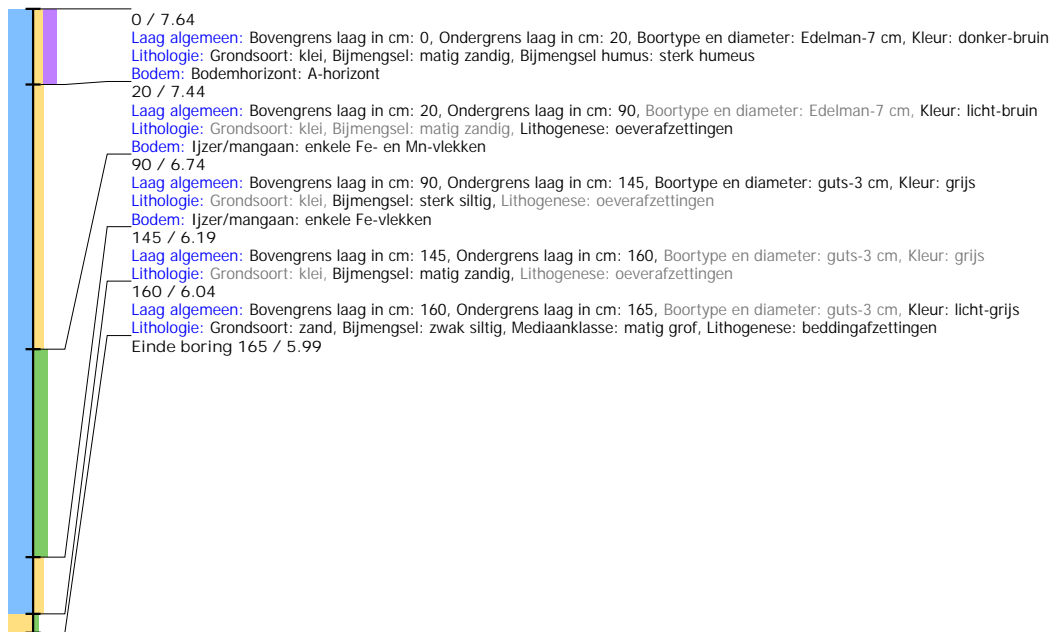 0 / 7.64
Laag algemeen: Bovengrens laag in cm: 0, Ondergrens laag in cm: 20, Boortype en diameter: Edelman-7 cm, Kleur: donker-bruin
Lithologie: Grondsoort: klei, Bijmengsel: matig zandig, Bijmengsel humus: sterk humeus
Bodem: Bodemhorizont: A-horizont
20 / 7.44
Laag algemeen: Bovengrens laag in cm: 20, Ondergrens laag in cm: 90, Boortype en diameter: Edelman-7 cm, Kleur: licht-bruin
Lithologie: Grondsoort: klei, Bijmengsel: matig zandig, Lithogenese: oeverafzettingen
Bodem: Ijzer/mangaan: enkele Fe- en Mn-vlekken
90 / 6.74
Laag algemeen: Bovengrens laag in cm: 90, Ondergrens laag in cm: 145, Boortype en diameter: guts-3 cm, Kleur: grijs
Lithologie: Grondsoort: klei, Bijmengsel: sterk siltig, Lithogenese: oeverafzettingen
Bodem: Ijzer/mangaan: enkele Fe-vlekken
145 / 6.19
Laag algemeen: Bovengrens laag in cm: 145, Ondergrens laag in cm: 160, Boortype en diameter: guts-3 cm, Kleur: grijs
Lithologie: Grondsoort: klei, Bijmengsel: matig zandig, Lithogenese: oeverafzettingen
160 / 6.04
Laag algemeen: Bovengrens laag in cm: 160, Ondergrens laag in cm: 165, Boortype en diameter: guts-3 cm, Kleur: licht-grijs
Lithologie: Grondsoort: zand, Bijmengsel: zwak siltig, Mediaanklasse: matig grof, Lithogenese: beddingafzettingen
Einde boring 165 / 5.99